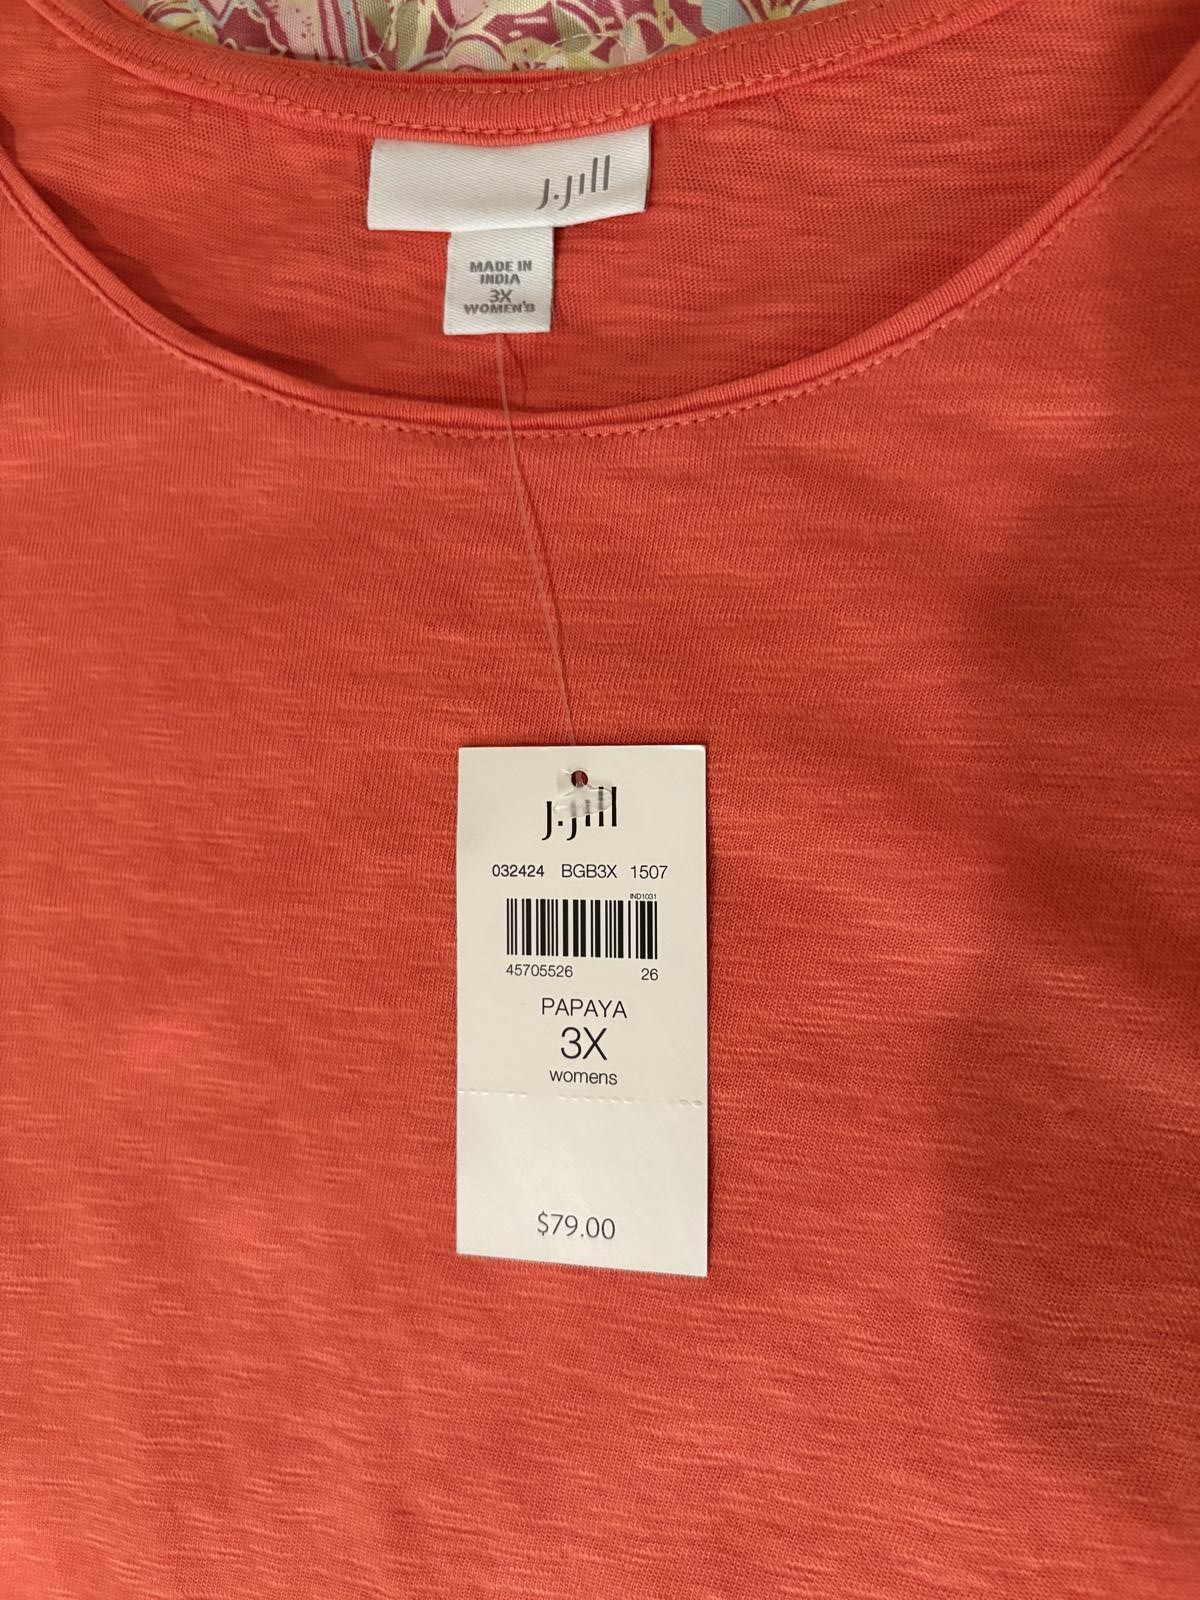 J.Jill
MADE IN
INDIA
3X
WOMEN'S
J.Jill
032424 BGB3X 1507
IND1031
45705526 26
PAPAYA
3X
womens
$79.00